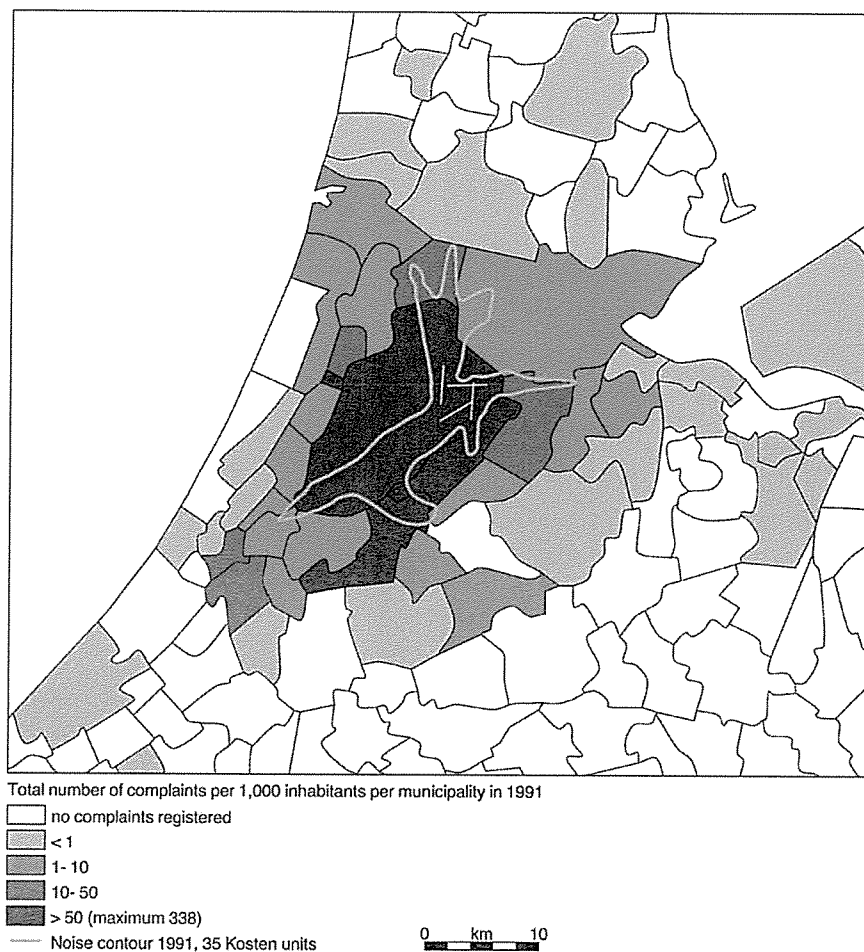 Total number of complaints per 1,000 inhabitants per municipality in 1991
no complaints registered
< 1
1- 10
10- 50
> 50 (maximum 338)
Noise contour 1991, 35 Kosten units
0 km 10